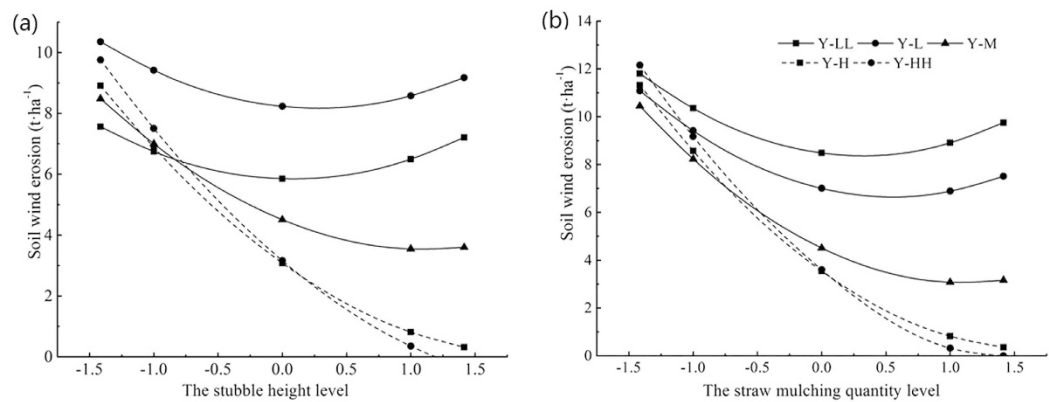 (a)
10
8
6
4
2
0
Soil wind erosion (t·ha⁻¹)
-1.5 -1.0 -0.5 0.0 0.5 1.0 1.5
The stubble height level
(b)
14
12
10
8
6
4
2
0
Soil wind erosion (t·ha⁻¹)
Y-LL Y-L Y-M
Y-H Y-HH
-1.5 -1.0 -0.5 0.0 0.5 1.0 1.5
The straw mulching quantity level